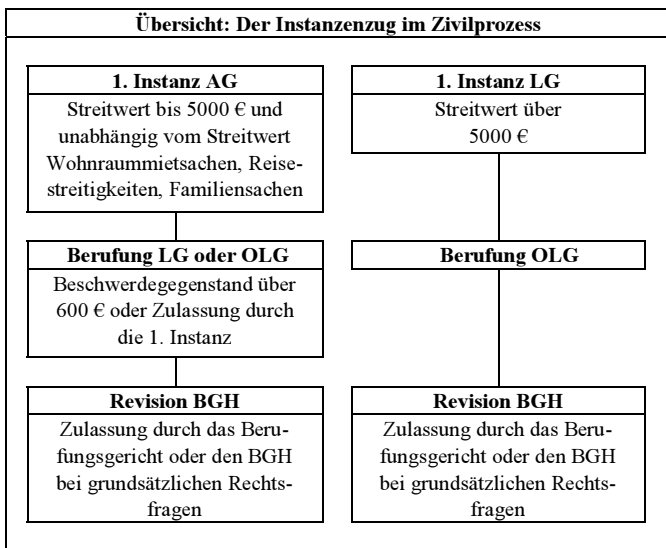 Übersicht: Der Instanzenzug im Zivilprozess
1. Instanz AG
Streitwert bis 5000 € und
unabhängig vom Streitwert
Wohnraummietsachen, Reise-
streitigkeiten, Familiensachen
1. Instanz LG
Streitwert über
5000 €
Berufung LG oder OLG
Beschwerdegegenstand über
600 € oder Zulassung durch
die 1. Instanz
Berufung OLG
Revision BGH
Zulassung durch das Beru-
fungsgericht oder den BGH
bei grundsätzlichen Rechts-
fragen
Revision BGH
Zulassung durch das Beru-
fungsgericht oder den BGH
bei grundsätzlichen Rechts-
fragen